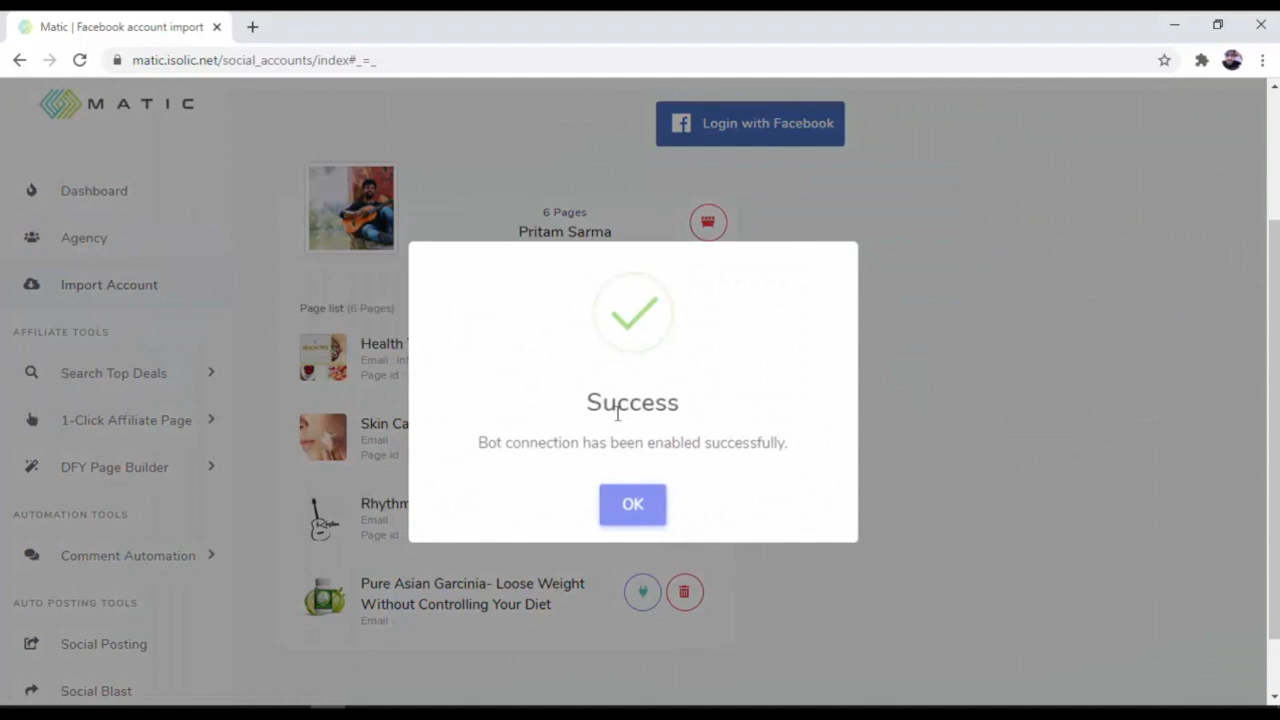 Matic | Facebook account import
matic.isolic.net/social_accounts/index#_=_
MATIC
Login with Facebook
Dashboard
Agency
Import Account
AFFILIATE TOOLS
Search Top Deals
1-Click Affiliate Page
DFY Page Builder
AUTOMATION TOOLS
Comment Automation
AUTO POSTING TOOLS
Social Posting
Social Blast
6 Pages
Pritam Sarma
Page list (6 Pages)
Health
Email :
Page id :
Skin Ca
Email :
Page id :
Rhythm
Email :
Page id :
Pure Asian Garcinia- Loose Weight
Without Controlling Your Diet
Email :
Success
Bot connection has been enabled successfully.
OK